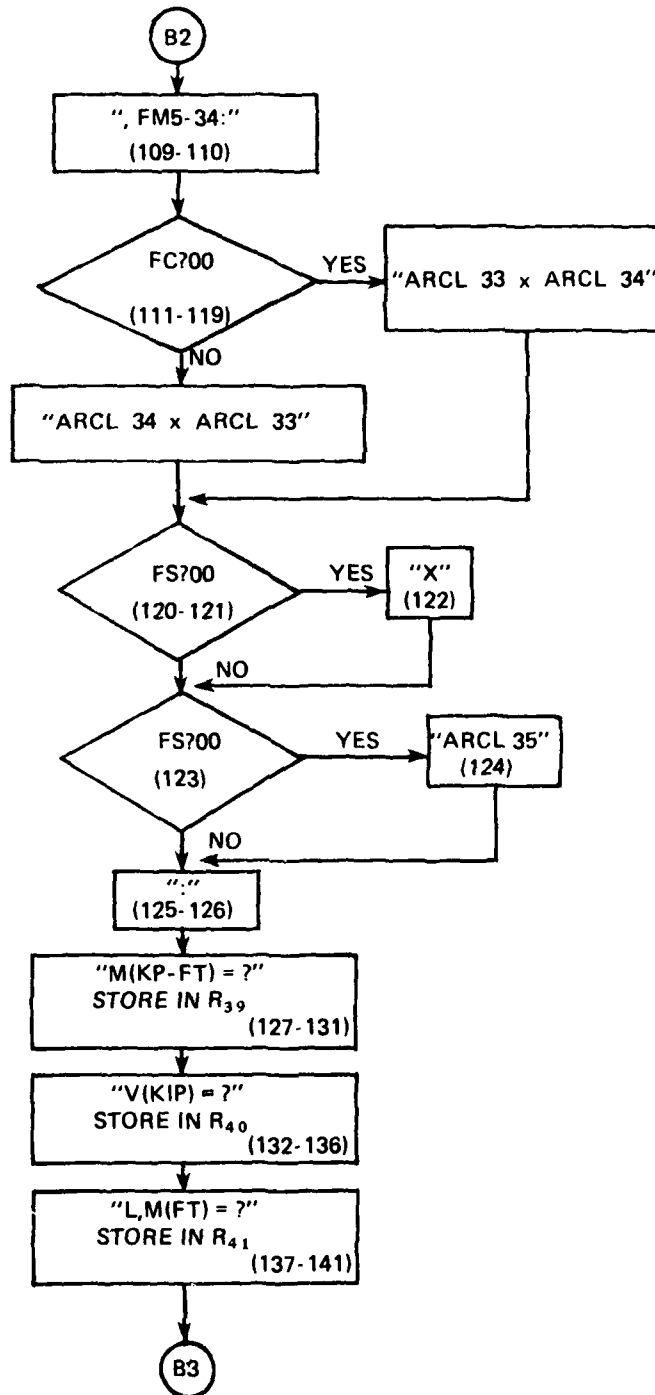 B2
", FM5-34:"
(109-110)
FC?00
(111-119)
YES
"ARCL 33 x ARCL 34"
NO
"ARCL 34 x ARCL 33"
FS?00
(120-121)
YES
"X"
(122)
NO
FS?00
(123)
YES
"ARCL 35"
(124)
NO
":"
(125-126)
"M(KP-FT) = ?"
STORE IN R39
(127-131)
"V(KIP) = ?"
STORE IN R40
(132-136)
"L,M(FT) = ?"
STORE IN R41
(137-141)
B3